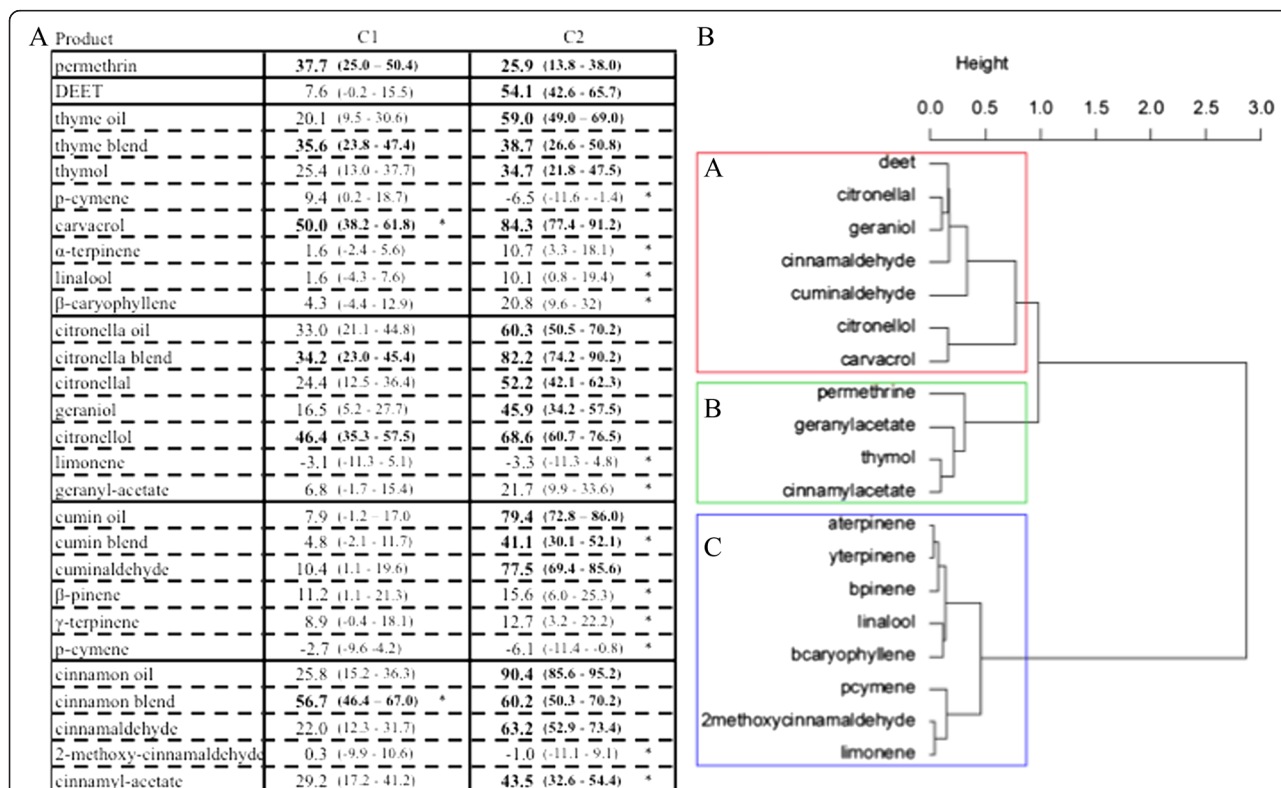 A Product C1 C2
permethrin 37.7 (25.0 – 50.4) 25.9 (13.8 - 38.0)
DEET 7.6 (-0.2 - 15.5) 54.1 (42.6 - 65.7)
thyme oil 20.1 (9.5 - 30.6) 59.0 (49.0 – 69.0)
thyme blend 35.6 (23.8 - 47.4) 38.7 (26.6 - 50.8)
thymol 25.4 (13.0 - 37.7) 34.7 (21.8 - 47.5)
p-cymene 9.4 (0.2 - 18.7) -6.5 (-11.6 --1.4) *
carvacrol 50.0 (38.2 - 61.8) * 84.3 (77.4 - 91.2)
α-terpinene 1.6 (-2.4 - 5.6) 10.7 (3.3 - 18.1) *
linalool 1.6 (-4.3 - 7.6) 10.1 (0.8 - 19.4) *
β-caryophyllene 4.3 (-4.4 - 12.9) 20.8 (9.6 - 32) *
citronella oil 33.0 (21.1 - 44.8) 60.3 (50.5 - 70.2)
citronella blend 34.2 (23.0 - 45.4) 82.2 (74.2 - 90.2)
citronellal 24.4 (12.5 - 36.4) 52.2 (42.1 - 62.3)
geraniol 16.5 (5.2 - 27.7) 45.9 (34.2 - 57.5)
citronellol 46.4 (35.3 - 57.5) 68.6 (60.7 - 76.5)
limonene -3.1 (-11.3 - 5.1) -3.3 (-11.3 - 4.8) *
geranyl-acetate 6.8 (-1.7 - 15.4) 21.7 (9.9 - 33.6) *
cumin oil 7.9 (-1.2 – 17.0 79.4 (72.8 – 86.0)
cumin blend 4.8 (-2.1 - 11.7) 41.1 (30.1 - 52.1) *
cuminaldehyde 10.4 (1.1 - 19.6) 77.5 (69.4 - 85.6)
β-pinene 11.2 (1.1 - 21.3) 15.6 (6.0 - 25.3) *
γ-terpinene 8.9 (-0.4 - 18.1) 12.7 (3.2 - 22.2) *
p-cymene -2.7 (-9.6 -4.2) -6.1 (-11.4 --0.8) *
cinnamon oil 25.8 (15.2 - 36.3) 90.4 (85.6 - 95.2)
cinnamon blend 56.7 (46.4 – 67.0) * 60.2 (50.3 - 70.2)
cinnamaldehyde 22.0 (12.3 - 31.7) 63.2 (52.9 - 73.4)
2-methoxy-cinnamaldehyde 0.3 (-9.9 - 10.6) -1.0 (-11.1 - 9.1) *
cinnamyl-acetate 29.2 (17.2 - 41.2) 43.5 (32.6 - 54.4) *
B
Height
0.0 0.5 1.0 1.5 2.0 2.5 3.0
A
deet
citronellal
geraniol
cinnamaldehyde
cuminaldehyde
citronellol
carvacrol
B
permethrine
geranylacetate
thymol
cinnamylacetate
C
aterpinene
yterpinene
bpinene
linalool
bcaryophyllene
pcymene
2methoxycinnamaldehyde
limonene